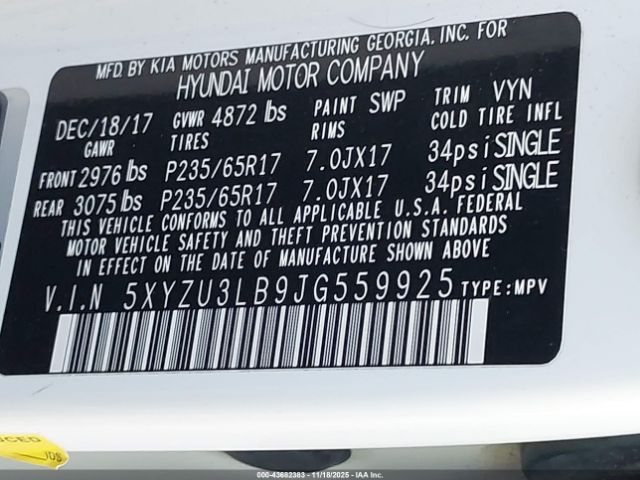 MFD. BY KIA MOTORS MANUFACTURING GEORGIA, INC. FOR
HYUNDAI MOTOR COMPANY
DEC/18/17 GVWR 4872 lbs PAINT SWP TRIM VYN
GAWR TIRES RIMS COLD TIRE INFL
FRONT 2976 lbs P235/65R17 7.0JX17 34psi SINGLE
REAR 3075 lbs P235/65R17 7.0JX17 34psi SINGLE
THIS VEHICLE CONFORMS TO ALL APPLICABLE U.S.A. FEDERAL
MOTOR VEHICLE SAFETY AND THEFT PREVENTION STANDARDS
IN EFFECT ON THE DATE OF MANUFACTURE SHOWN ABOVE
V.I.N 5XYZU3LB9JG559925 TYPE:MPV
000-43682383 - 11/18/2025 - IAAI.COM